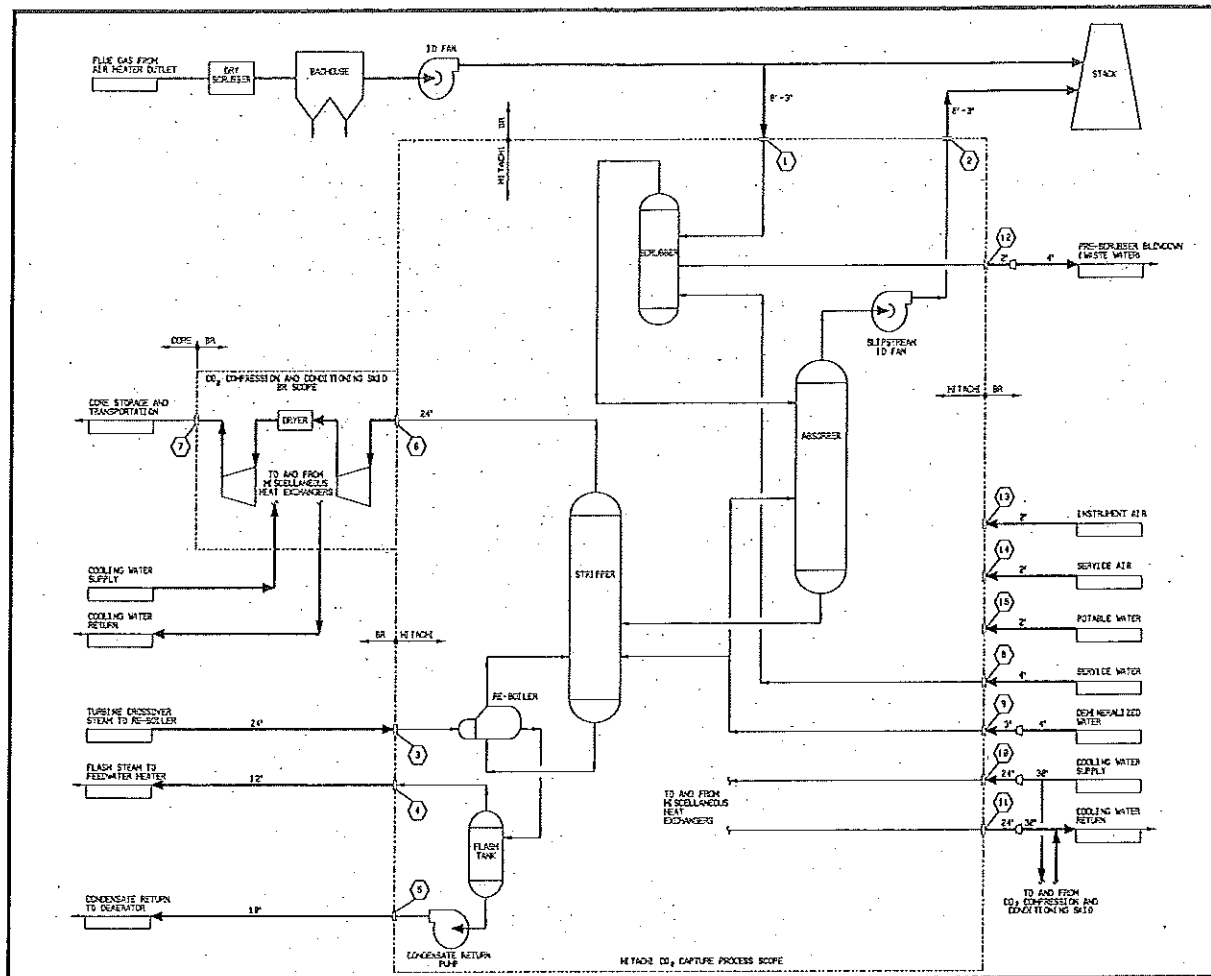 FLUE GAS FROM
AIR HEATER OUTLET
DRY
SCRUBBER
BAGHOUSE
ID FAN
STACK
8'-3"
8'-3"
BR
HITACHI
1
2
SCRUBBER
12
2"
4"
PRE-SCRUBBER BLOWDOWN
(WASTE WATER)
SLIPSTREAM
ID FAN
CORE
BR
CO₂ COMPRESSION AND CONDITIONING SKID
BR SCOPE
HITACHI
BR
CORE STORAGE AND
TRANSPORTATION
7
DRYER
6
24"
ABSORBER
TO AND FROM
MISCELLANEOUS
HEAT EXCHANGERS
13
2"
INSTRUMENT AIR
STRIPPER
14
2"
SERVICE AIR
COOLING WATER
SUPPLY
COOLING WATER
RETURN
15
2"
POTABLE WATER
BR
HITACHI
8
4"
SERVICE WATER
RE-BOILER
TURBINE CROSSOVER
STEAM TO RE-BOILER
24"
3
9
3"
4"
DEMINERALIZED
WATER
FLASH STEAM TO
FEEDWATER HEATER
12"
4
10
24"
30"
COOLING WATER
SUPPLY
TO AND FROM
MISCELLANEOUS
HEAT EXCHANGERS
11
24"
30"
COOLING WATER
RETURN
FLASH
TANK
CONDENSATE RETURN
TO DEAERATOR
10"
5
TO AND FROM
CO₂ COMPRESSION AND
CONDITIONING SKID
CONDENSATE RETURN
PUMP
HITACHI CO₂ CAPTURE PROCESS SCOPE